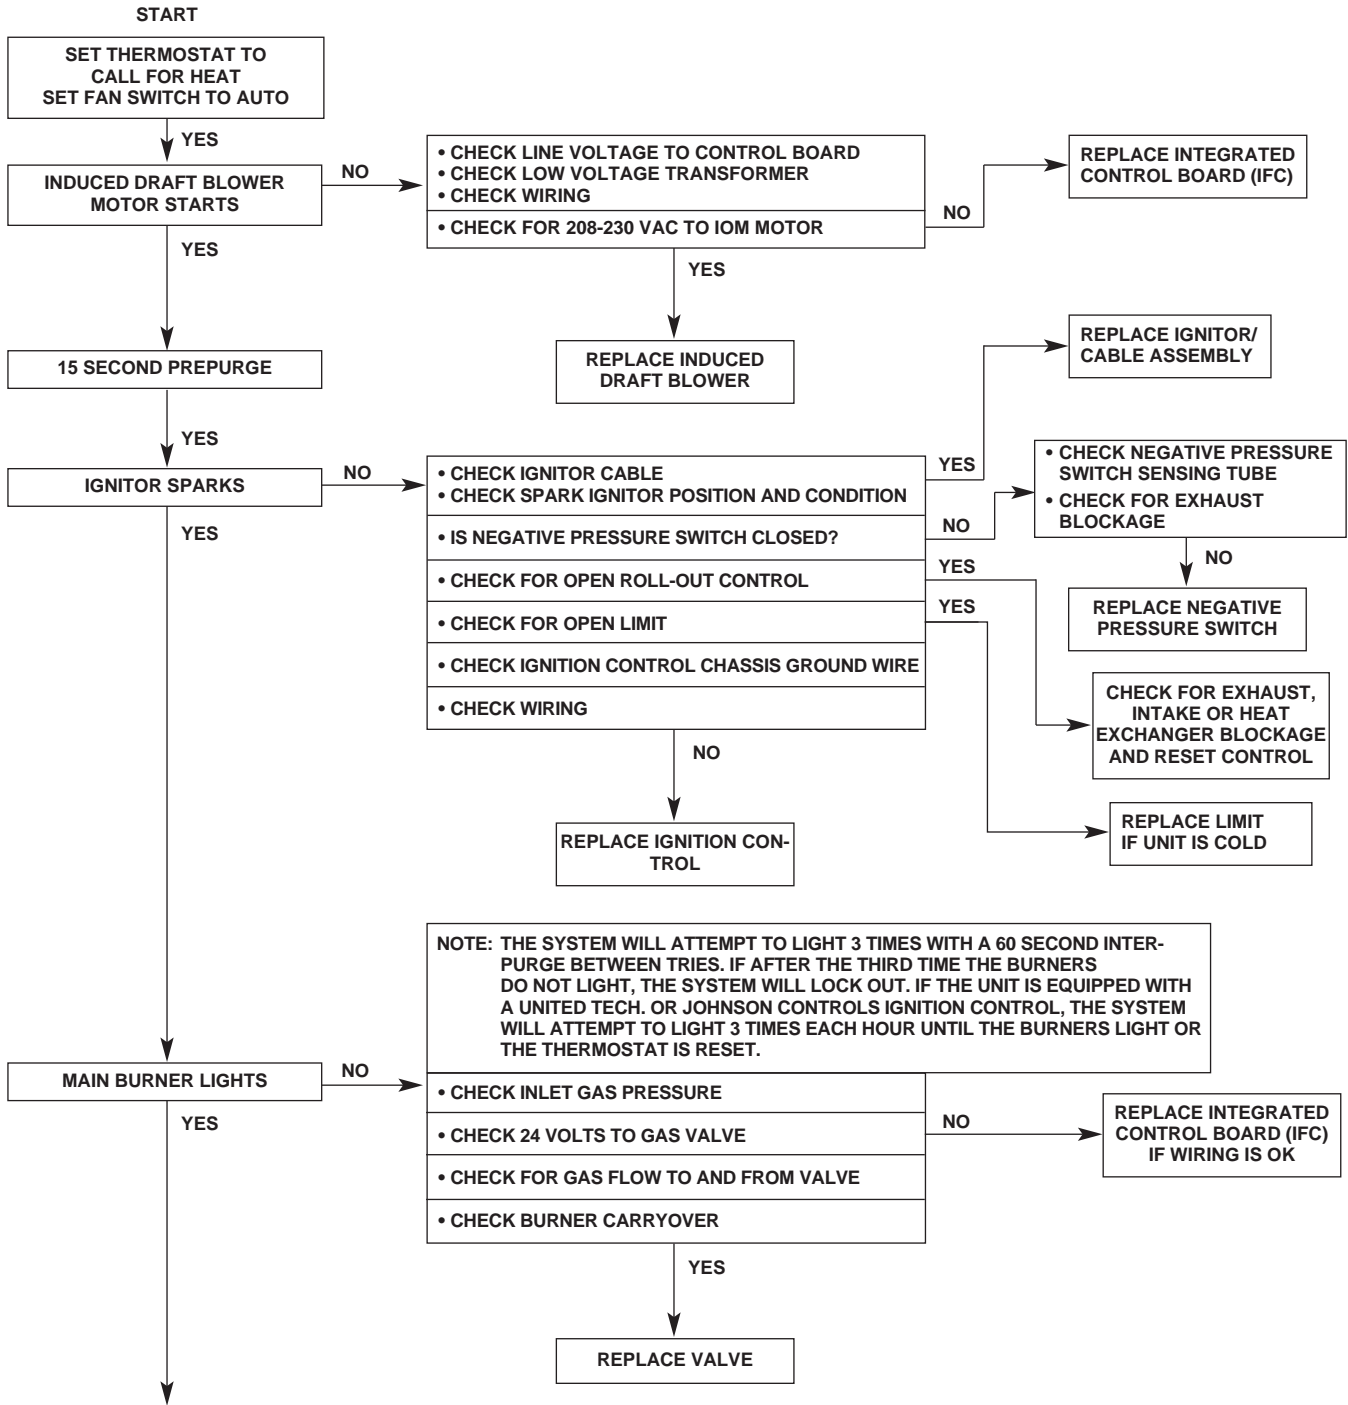 START
SET THERMOSTAT TO
CALL FOR HEAT
SET FAN SWITCH TO AUTO
YES
INDUCED DRAFT BLOWER
MOTOR STARTS
NO
• CHECK LINE VOLTAGE TO CONTROL BOARD
• CHECK LOW VOLTAGE TRANSFORMER
• CHECK WIRING
• CHECK FOR 208-230 VAC TO IOM MOTOR
NO
REPLACE INTEGRATED
CONTROL BOARD (IFC)
YES
REPLACE INDUCED
DRAFT BLOWER
YES
15 SECOND PREPURGE
YES
IGNITOR SPARKS
NO
• CHECK IGNITOR CABLE
• CHECK SPARK IGNITOR POSITION AND CONDITION
YES
REPLACE IGNITOR/
CABLE ASSEMBLY
• IS NEGATIVE PRESSURE SWITCH CLOSED?
NO
• CHECK NEGATIVE PRESSURE
SWITCH SENSING TUBE
• CHECK FOR EXHAUST
BLOCKAGE
NO
REPLACE NEGATIVE
PRESSURE SWITCH
• CHECK FOR OPEN ROLL-OUT CONTROL
YES
CHECK FOR EXHAUST,
INTAKE OR HEAT
EXCHANGER BLOCKAGE
AND RESET CONTROL
• CHECK FOR OPEN LIMIT
YES
REPLACE LIMIT
IF UNIT IS COLD
• CHECK IGNITION CONTROL CHASSIS GROUND WIRE
• CHECK WIRING
NO
REPLACE IGNITION CON-
TROL
YES
NOTE: THE SYSTEM WILL ATTEMPT TO LIGHT 3 TIMES WITH A 60 SECOND INTER-
PURGE BETWEEN TRIES. IF AFTER THE THIRD TIME THE BURNERS
DO NOT LIGHT, THE SYSTEM WILL LOCK OUT. IF THE UNIT IS EQUIPPED WITH
A UNITED TECH. OR JOHNSON CONTROLS IGNITION CONTROL, THE SYSTEM
WILL ATTEMPT TO LIGHT 3 TIMES EACH HOUR UNTIL THE BURNERS LIGHT OR
THE THERMOSTAT IS RESET.
MAIN BURNER LIGHTS
NO
• CHECK INLET GAS PRESSURE
• CHECK 24 VOLTS TO GAS VALVE
NO
REPLACE INTEGRATED
CONTROL BOARD (IFC)
IF WIRING IS OK
• CHECK FOR GAS FLOW TO AND FROM VALVE
• CHECK BURNER CARRYOVER
YES
REPLACE VALVE
YES